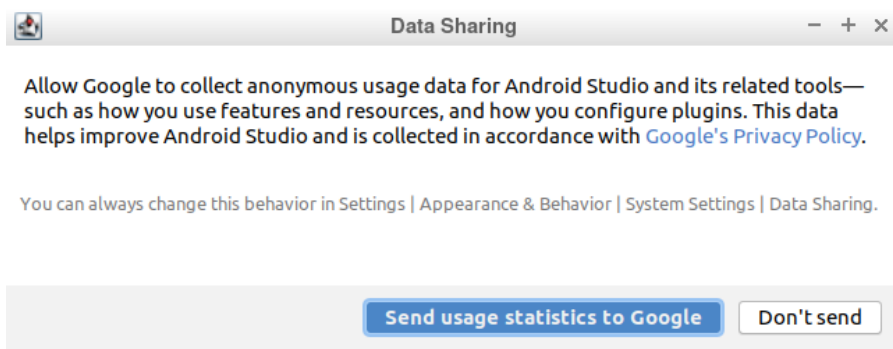 Data Sharing
Allow Google to collect anonymous usage data for Android Studio and its related tools—
such as how you use features and resources, and how you configure plugins. This data
helps improve Android Studio and is collected in accordance with Google's Privacy Policy.
You can always change this behavior in Settings | Appearance & Behavior | System Settings | Data Sharing.
Send usage statistics to Google
Don't send